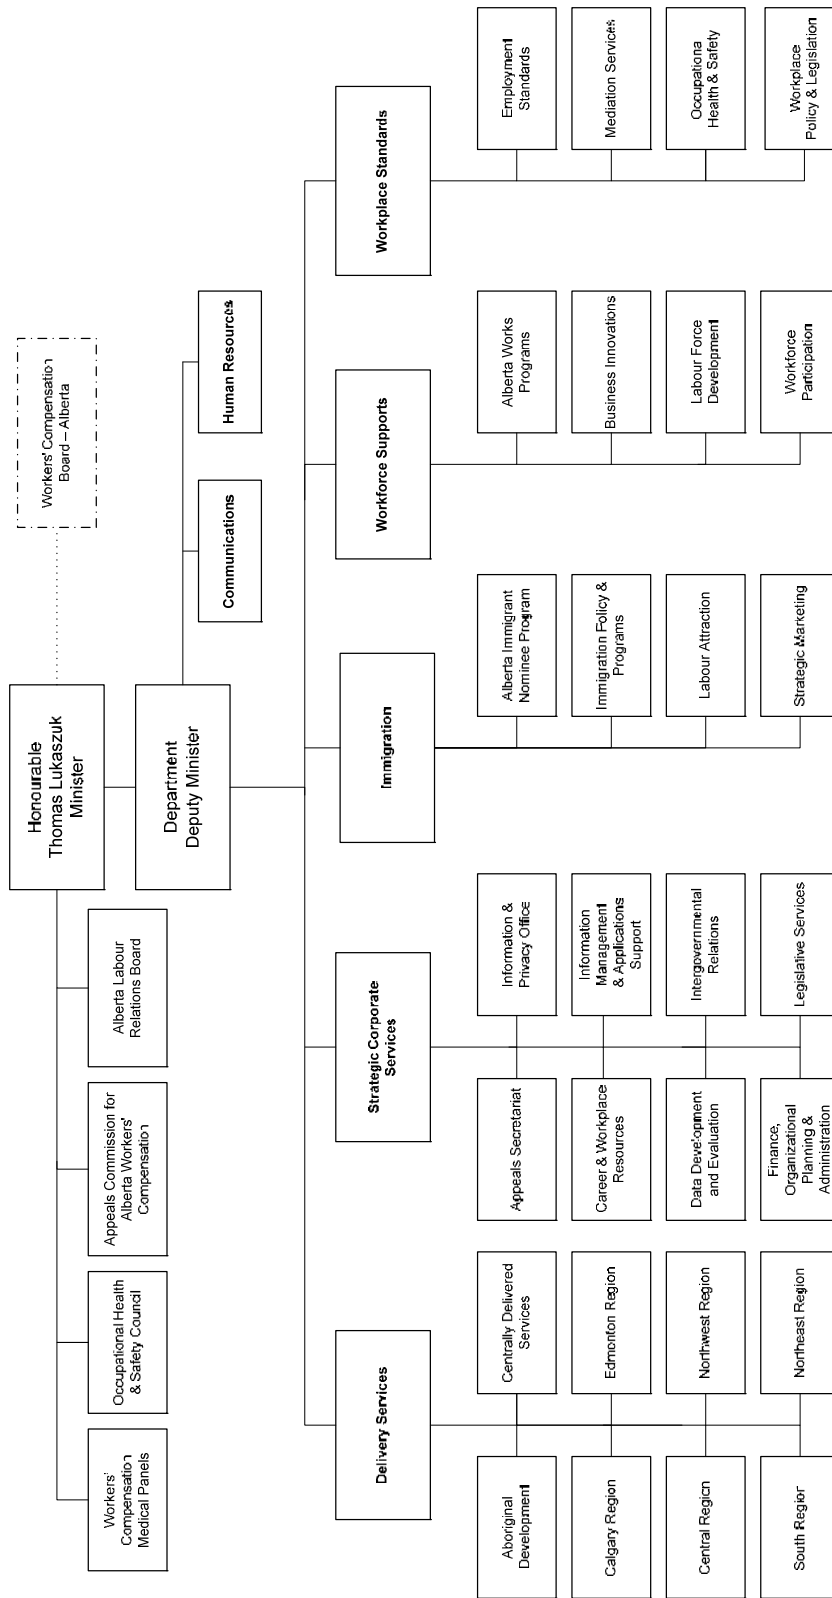 Honourable
Thomas Lukaszuk
Minister
Workers' Compensation
Board – Alberta
Workers'
Compensation
Medical Panels
Occupational Health
& Safety Council
Appeals Commission for
Alberta Workers'
Compensation
Alberta Labour
Relations Board
Department
Deputy Minister
Communications
Human Resources
Delivery Services
Strategic Corporate
Services
Immigration
Workforce Supports
Workplace Standards
Aboriginal
Development
Centrally Delivered
Services
Calgary Region
Edmonton Region
Central Region
Northwest Region
South Region
Northeast Region
Appeals Secretariat
Information &
Privacy Office
Career & Workplace
Resources
Information
Management
& Applications
Support
Data Development
and Evaluation
Intergovernmental
Relations
Finance,
Organizational
Planning &
Administration
Legislative Services
Alberta Immigrant
Nominee Program
Immigration Policy &
Programs
Labour Attraction
Strategic Marketing
Alberta Works
Programs
Business Innovations
Labour Force
Development
Workforce
Participation
Employment
Standards
Mediation Services
Occupationa
Health & Safety
Workplace
Policy & Legislation